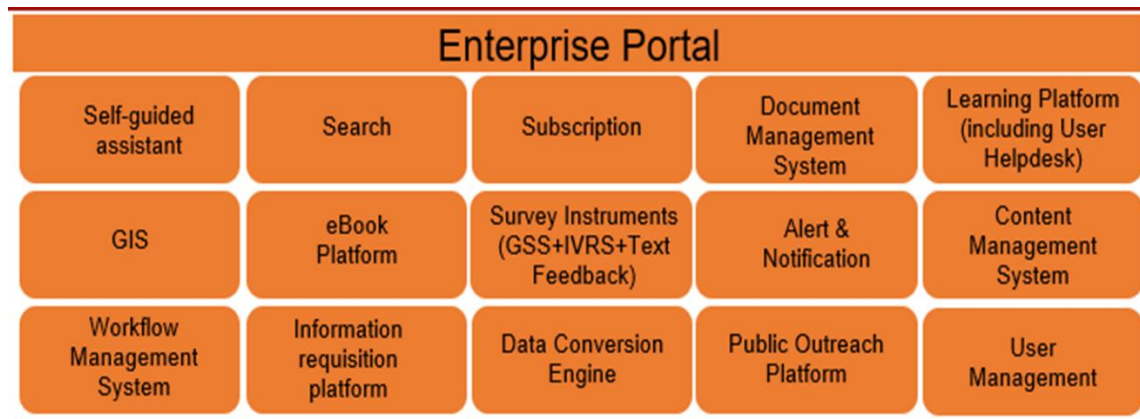 Enterprise Portal
Self-guided
assistant
Search
Subscription
Document
Management
System
Learning Platform
(including User
Helpdesk)
GIS
eBook
Platform
Survey Instruments
(GSS+IVRS+Text
Feedback)
Alert &
Notification
Content
Management
System
Workflow
Management
System
Information
requisition
platform
Data Conversion
Engine
Public Outreach
Platform
User
Management